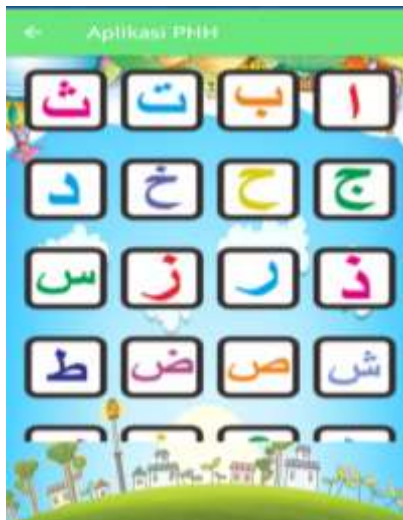 Aplikasi PHH
ا ب ت ث
ج ح خ د
ذ ر ز س
ش ص ض ط